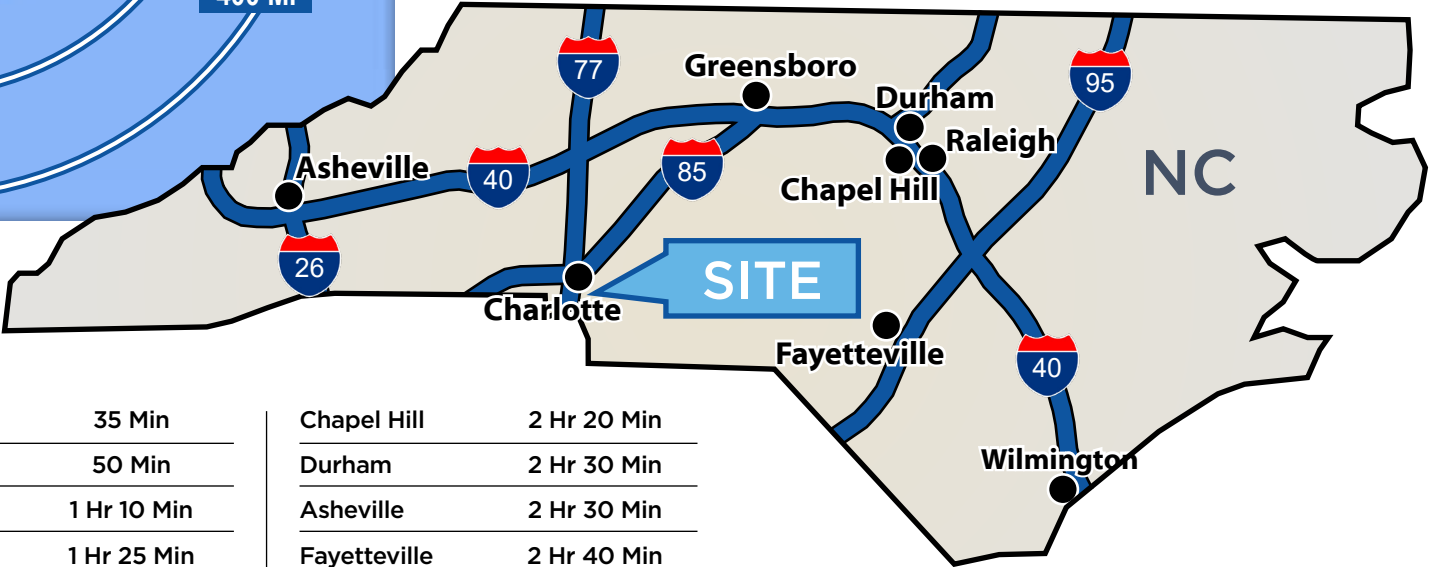 400 Mi
77
Greensboro
95
Durham
Raleigh
NC
Asheville
40
85
Chapel Hill
26
SITE
Charlotte
Fayetteville
40
Wilmington
35 Min
Chapel Hill 2 Hr 20 Min
50 Min
Durham 2 Hr 30 Min
1 Hr 10 Min
Asheville 2 Hr 30 Min
1 Hr 25 Min
Fayetteville 2 Hr 40 Min